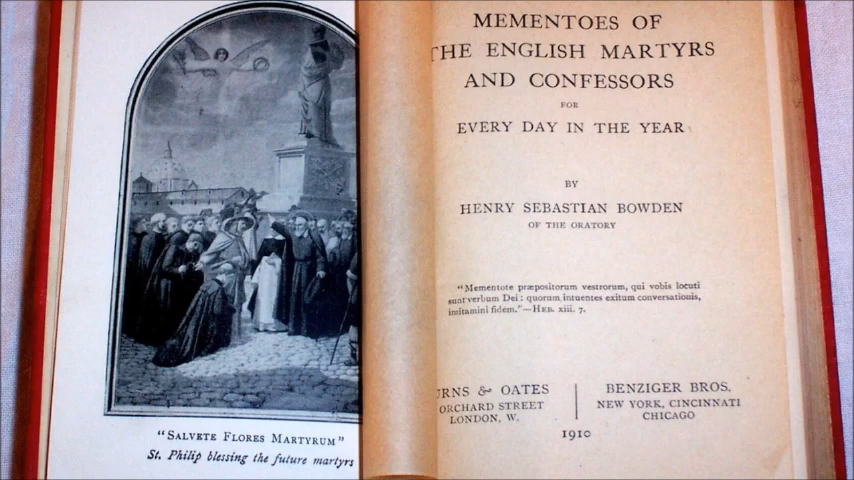 "SALVETE FLORES MARTYRUM"
St. Philip blessing the future martyrs
MEMENTOES OF
THE ENGLISH MARTYRS
AND CONFESSORS
FOR
EVERY DAY IN THE YEAR
BY
HENRY SEBASTIAN BOWDEN
OF THE ORATORY
"Mementote præpositorum vestrorum, qui vobis locuti
sunt verbum Dei: quorum intuentes exitum conversationis,
imitamini fidem."—HEB. xiii. 7.
URNS & OATES
ORCHARD STREET
LONDON, W.
BENZIGER BROS.
NEW YORK, CINCINNATI
CHICAGO
1910